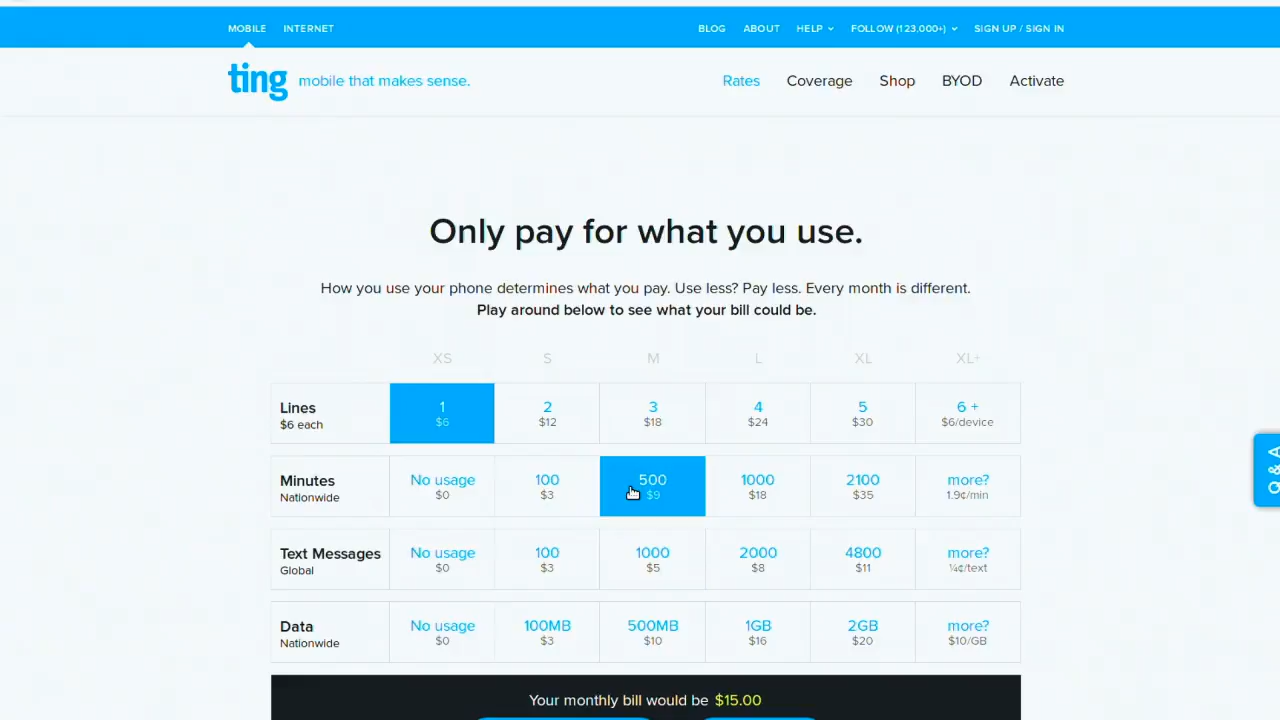 MOBILE INTERNET BLOG ABOUT HELP FOLLOW (123,000+) SIGN UP / SIGN IN
ting mobile that makes sense. Rates Coverage Shop BYOD Activate
Only pay for what you use.
How you use your phone determines what you pay. Use less? Pay less. Every month is different.
Play around below to see what your bill could be.
XS S M L XL XL+
Lines 1 2 3 4 5 6 +
$6 each $6 $12 $18 $24 $30 $6/device
Q & A
Minutes No usage 100 500 1000 2100 more?
Nationwide $0 $3 $9 $18 $35 1.9¢/min
Text Messages No usage 100 1000 2000 4800 more?
Global $0 $3 $5 $8 $11 ¼¢/text
Data No usage 100MB 500MB 1GB 2GB more?
Nationwide $0 $3 $10 $16 $20 $10/GB
Your monthly bill would be $15.00